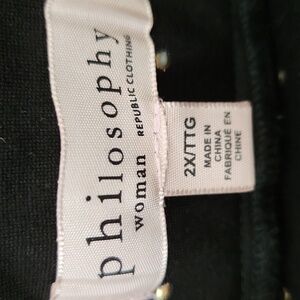 philosophy
woman REPUBLIC CLOTHING
2X/TTG
MADE IN
CHINA
FABRIQUÉ EN
CHINE